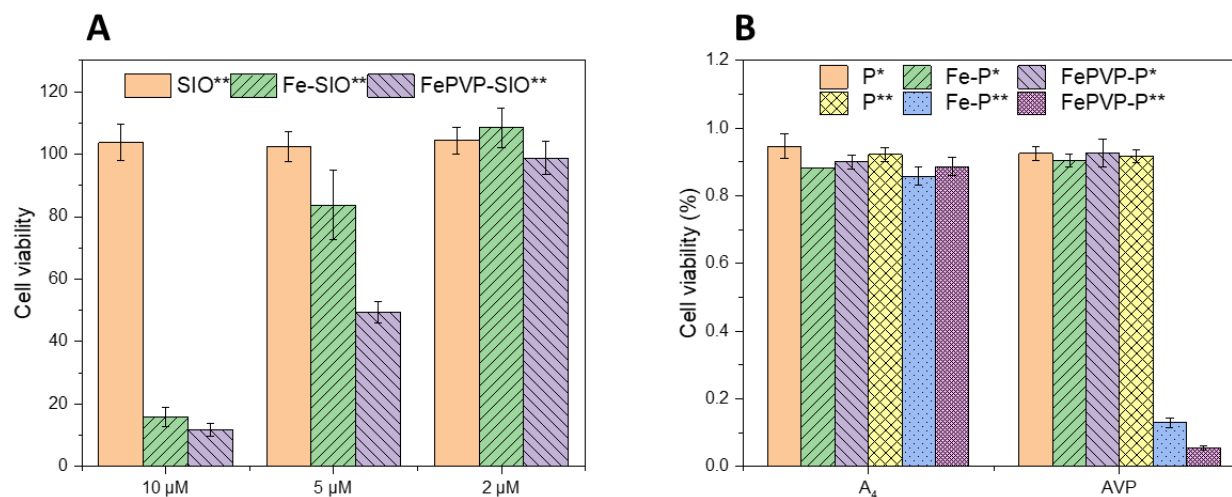 A
SIO** Fe-SIO** FePVP-SIO**
120
100
80
60
40
20
0
Cell viability
10 µM 5 µM 2 µM
B
P* Fe-P* FePVP-P*
P** Fe-P** FePVP-P**
1.2
1.0
0.8
0.6
0.4
0.2
0.0
Cell viability (%)
A₄ AVP